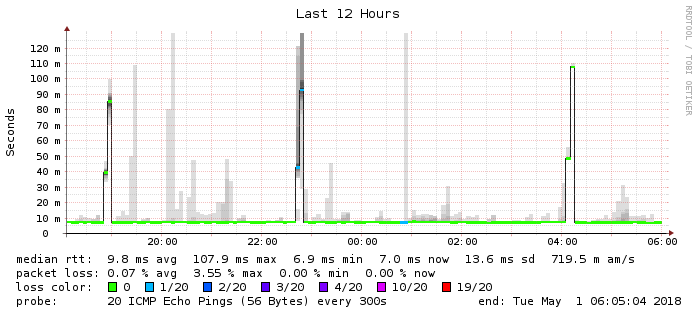 Last 12 Hours
RRDTOOL / TOBI OETIKER
Seconds
120 m
110 m
100 m
90 m
80 m
70 m
60 m
50 m
40 m
30 m
20 m
10 m
0
20:00 22:00 00:00 02:00 04:00 06:00
median rtt: 9.8 ms avg 107.9 ms max 6.9 ms min 7.0 ms now 13.6 ms sd 719.5 m am/s
packet loss: 0.07 % avg 3.55 % max 0.00 % min 0.00 % now
loss color: 0 1/20 2/20 3/20 4/20 10/20 19/20
probe: 20 ICMP Echo Pings (56 Bytes) every 300s end: Tue May 1 06:05:04 2018